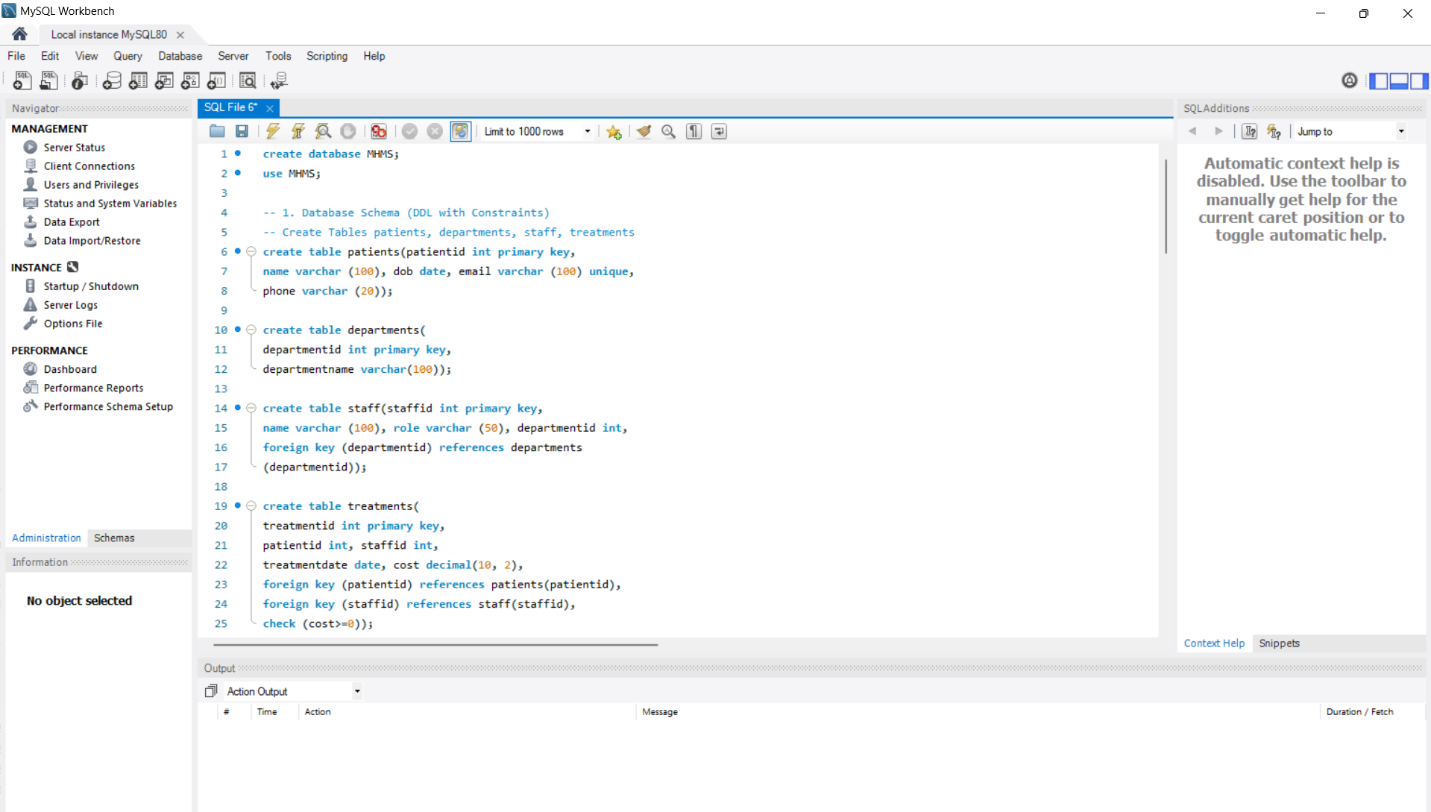 MySQL Workbench
Local instance MySQL80
File Edit View Query Database Server Tools Scripting Help
Navigator
MANAGEMENT
Server Status
Client Connections
Users and Privileges
Status and System Variables
Data Export
Data Import/Restore
INSTANCE
Startup / Shutdown
Server Logs
Options File
PERFORMANCE
Dashboard
Performance Reports
Performance Schema Setup
Administration Schemas
Information
No object selected
SQL File 6*
Limit to 1000 rows
1 create database MHMS;
2 use MHMS;
3
4 -- 1. Database Schema (DDL with Constraints)
5 -- Create Tables patients, departments, staff, treatments
6 create table patients(patientid int primary key,
7 name varchar (100), dob date, email varchar (100) unique,
8 phone varchar (20));
9
10 create table departments(
11 departmentid int primary key,
12 departmentname varchar(100));
13
14 create table staff(staffid int primary key,
15 name varchar (100), role varchar (50), departmentid int,
16 foreign key (departmentid) references departments
17 (departmentid));
18
19 create table treatments(
20 treatmentid int primary key,
21 patientid int, staffid int,
22 treatmentdate date, cost decimal(10, 2),
23 foreign key (patientid) references patients(patientid),
24 foreign key (staffid) references staff(staffid),
25 check (cost>=0));
SQLAdditions
Jump to
Automatic context help is
disabled. Use the toolbar to
manually get help for the
current caret position or to
toggle automatic help.
Context Help Snippets
Output
Action Output
# Time Action Message Duration / Fetch